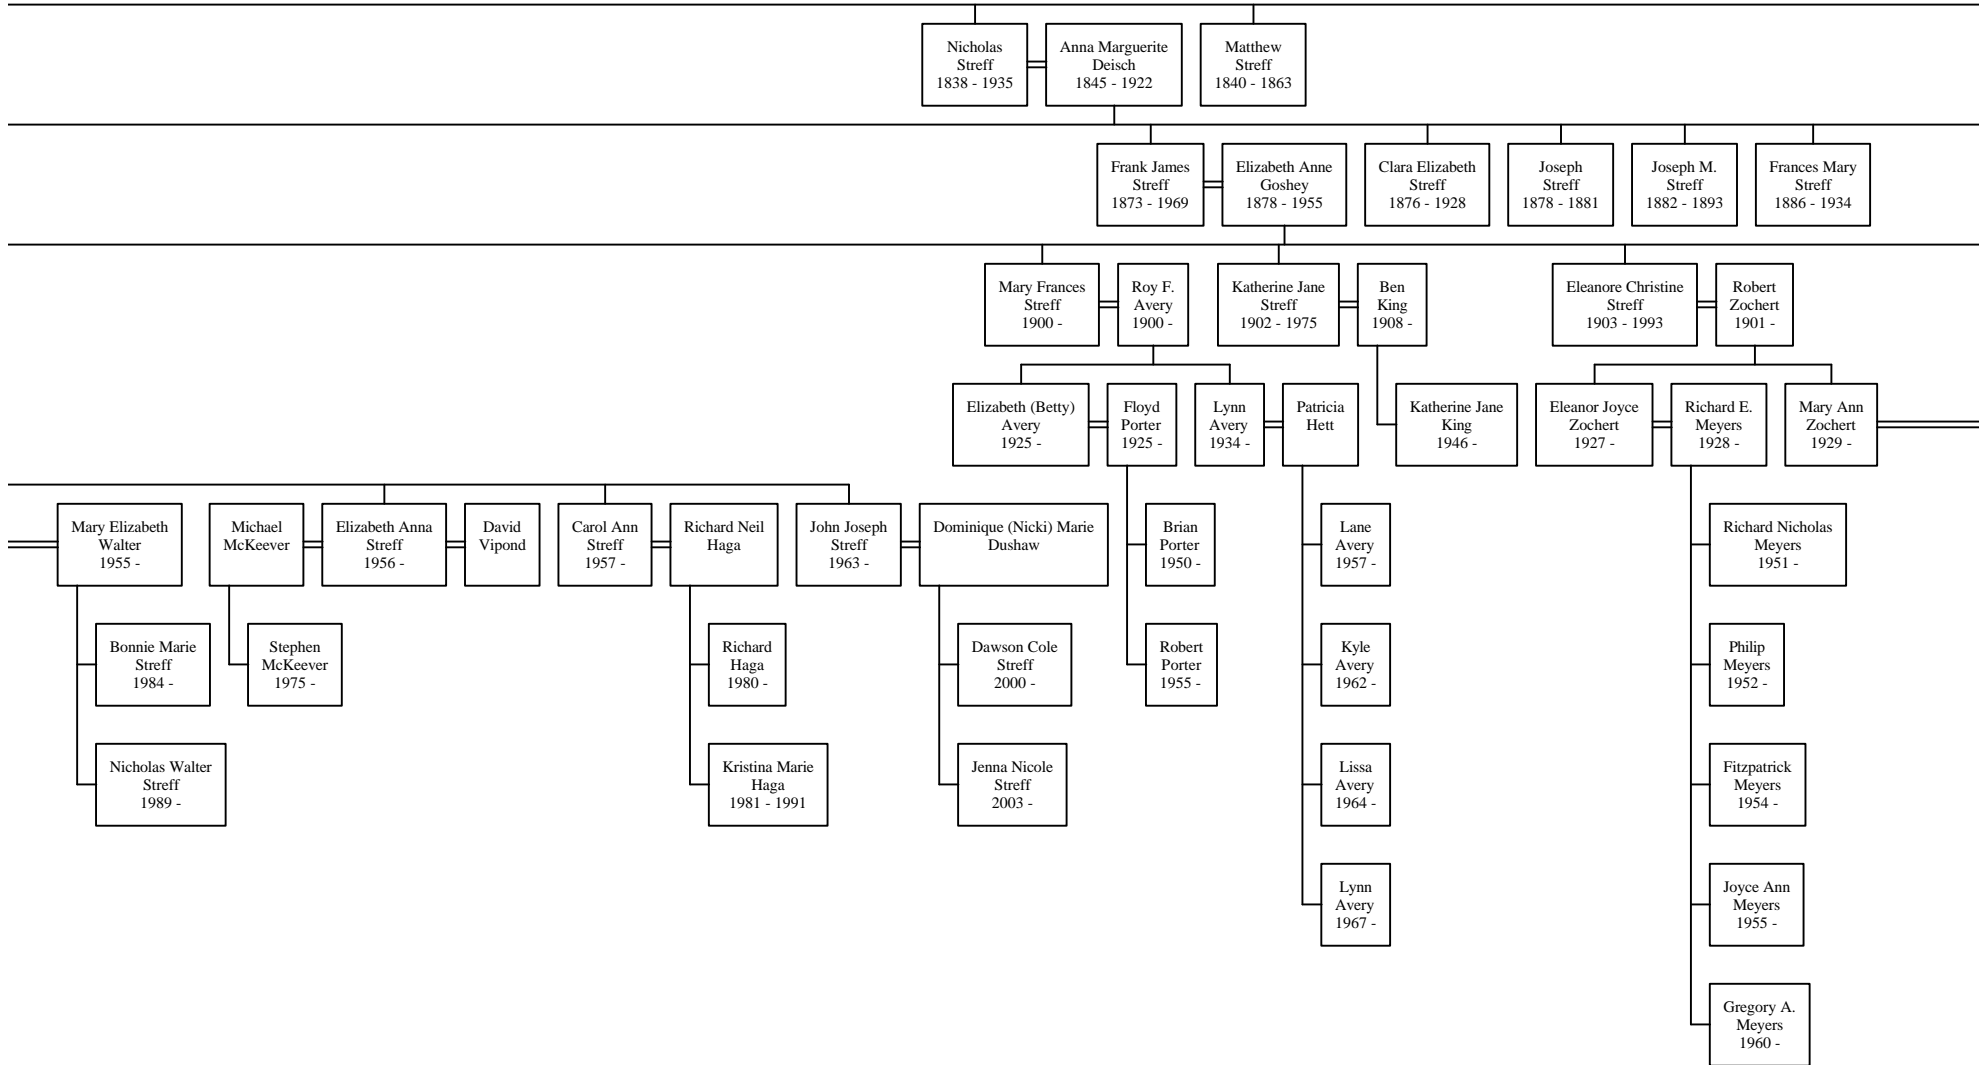 Nicholas
Streff
1838 - 1935
Anna Marguerite
Deisch
1845 - 1922
Matthew
Streff
1840 - 1863
Frank James
Streff
1873 - 1969
Elizabeth Anne
Goshey
1878 - 1955
Clara Elizabeth
Streff
1876 - 1928
Joseph
Streff
1878 - 1881
Joseph M.
Streff
1882 - 1893
Frances Mary
Streff
1886 - 1934
Mary Frances
Streff
1900 -
Roy F.
Avery
1900 -
Katherine Jane
Streff
1902 - 1975
Ben
King
1908 -
Eleanore Christine
Streff
1903 - 1993
Robert
Zochert
1901 -
Elizabeth (Betty)
Avery
1925 -
Floyd
Porter
1925 -
Lynn
Avery
1934 -
Patricia
Hett
Katherine Jane
King
1946 -
Eleanor Joyce
Zochert
1927 -
Richard E.
Meyers
1928 -
Mary Ann
Zochert
1929 -
Mary Elizabeth
Walter
1955 -
Michael
McKeever
Elizabeth Anna
Streff
1956 -
David
Vipond
Carol Ann
Streff
1957 -
Richard Neil
Haga
John Joseph
Streff
1963 -
Dominique (Nicki) Marie
Dushaw
Brian
Porter
1950 -
Lane
Avery
1957 -
Richard Nicholas
Meyers
1951 -
Bonnie Marie
Streff
1984 -
Stephen
McKeever
1975 -
Richard
Haga
1980 -
Dawson Cole
Streff
2000 -
Robert
Porter
1955 -
Kyle
Avery
1962 -
Philip
Meyers
1952 -
Nicholas Walter
Streff
1989 -
Kristina Marie
Haga
1981 - 1991
Jenna Nicole
Streff
2003 -
Lissa
Avery
1964 -
Fitzpatrick
Meyers
1954 -
Lynn
Avery
1967 -
Joyce Ann
Meyers
1955 -
Gregory A.
Meyers
1960 -